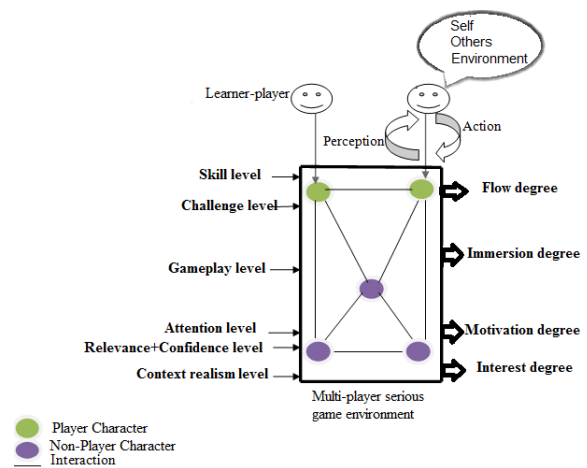 Self
Others
Environment
Learner-player
Perception
Action
Skill level
Challenge level
Gameplay level
Attention level
Relevance+Confidence level
Context realism level
Flow degree
Immersion degree
Motivation degree
Interest degree
Multi-player serious
game environment
Player Character
Non-Player Character
Interaction